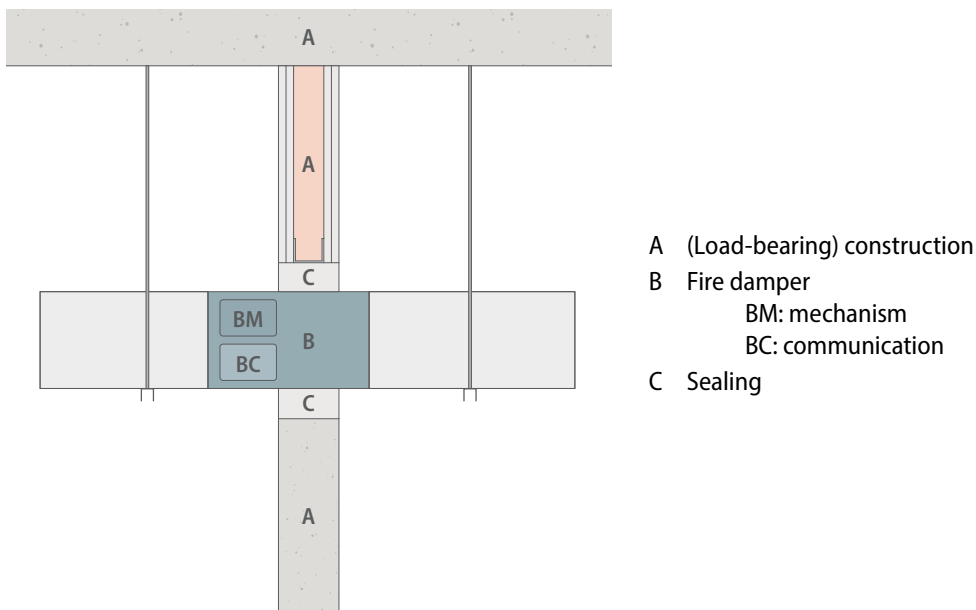 A
A
C
BM
B
BC
C
A
A (Load-bearing) construction
B Fire damper
BM: mechanism
BC: communication
C Sealing